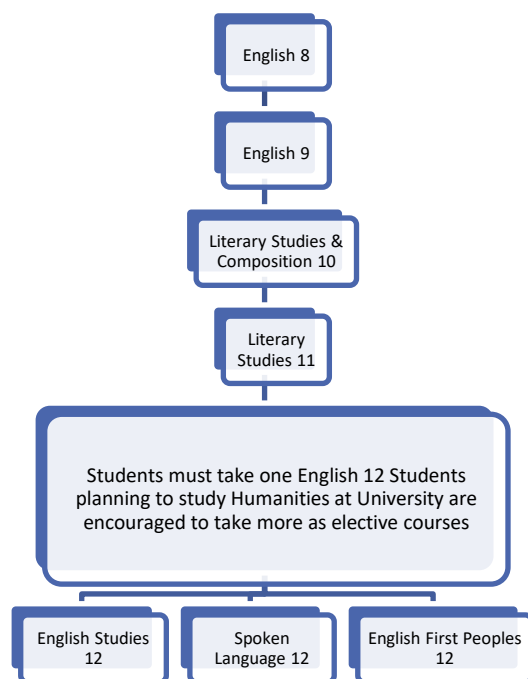 English 8
English 9
Literary Studies &
Composition 10
Literary
Studies 11
Students must take one English 12 Students
planning to study Humanities at University are
encouraged to take more as elective courses
English Studies
12
Spoken
Language 12
English First Peoples
12